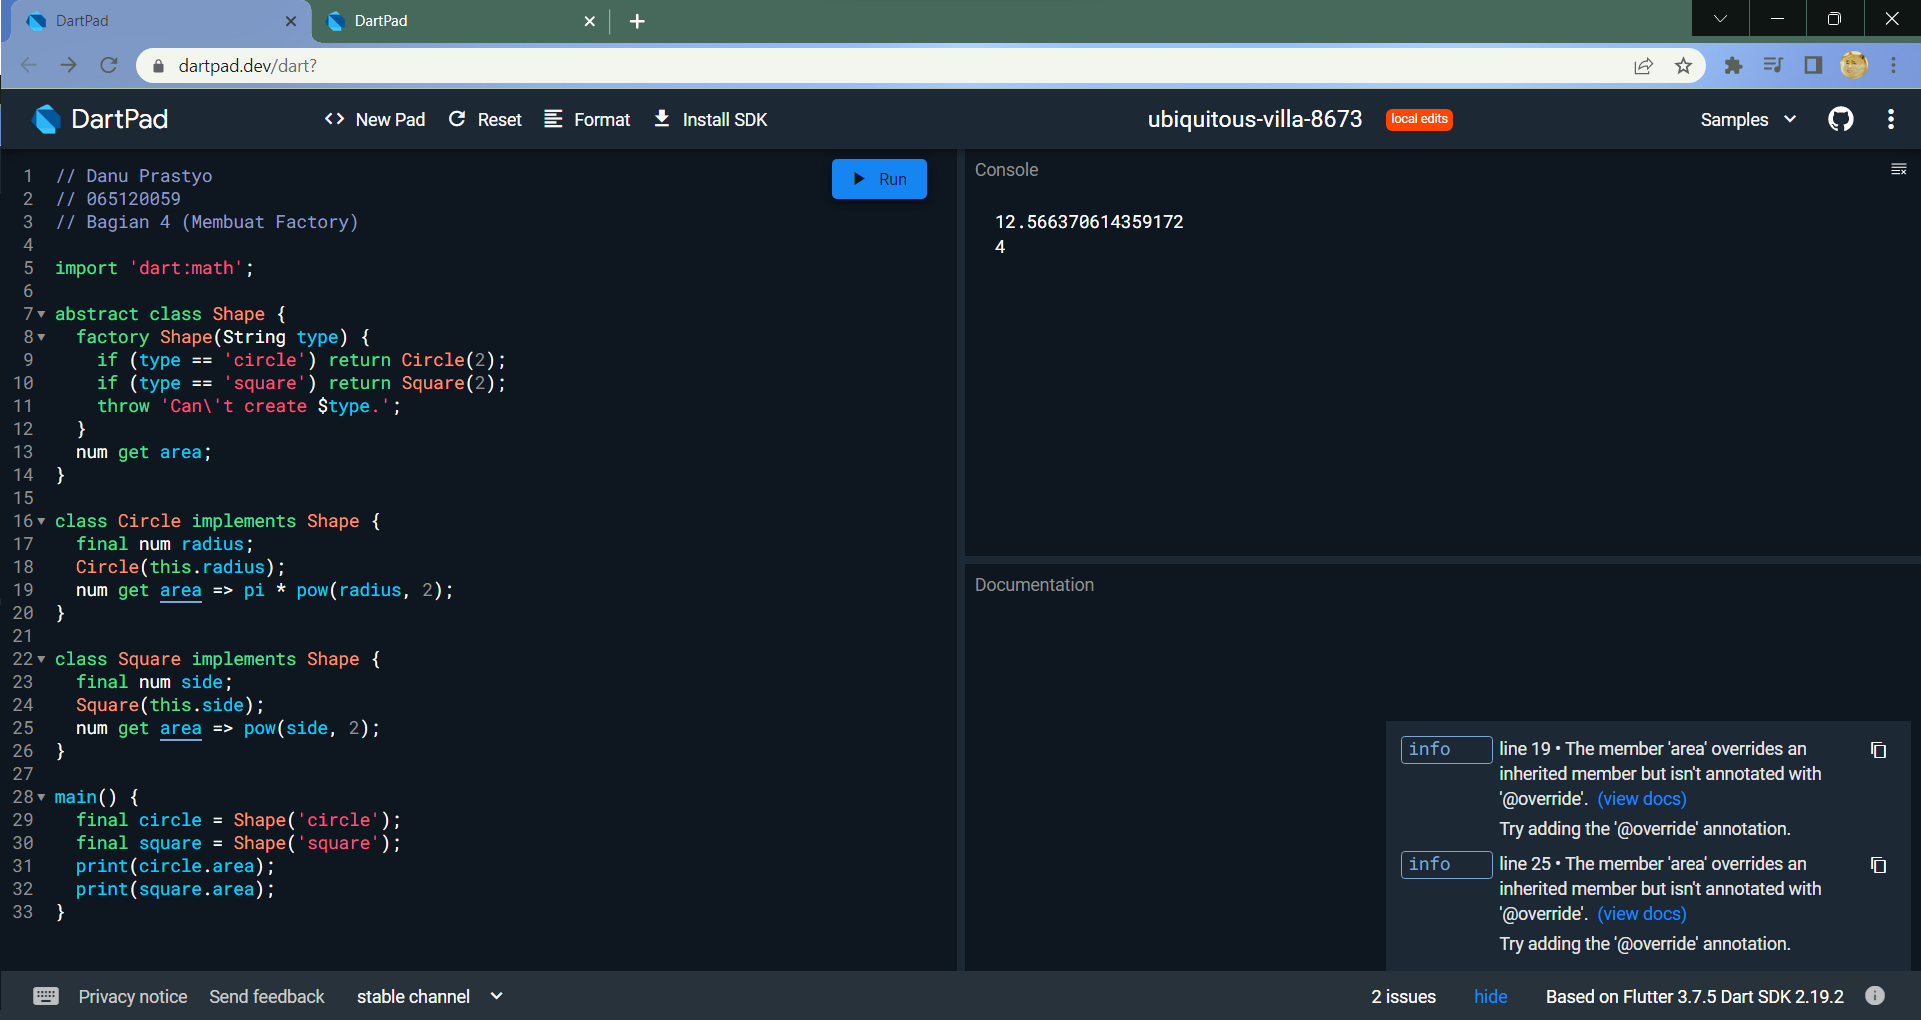 DartPad
DartPad
dartpad.dev/dart?
DartPad
<> New Pad
Reset
Format
Install SDK
ubiquitous-villa-8673
local edits
Samples
1 // Danu Prastyo
2 // 065120059
3 // Bagian 4 (Membuat Factory)
4
5 import 'dart:math';
6
7 abstract class Shape {
8   factory Shape(String type) {
9     if (type == 'circle') return Circle(2);
10     if (type == 'square') return Square(2);
11     throw 'Can\'t create $type.';
12   }
13   num get area;
14 }
15
16 class Circle implements Shape {
17   final num radius;
18   Circle(this.radius);
19   num get area => pi * pow(radius, 2);
20 }
21
22 class Square implements Shape {
23   final num side;
24   Square(this.side);
25   num get area => pow(side, 2);
26 }
27
28 main() {
29   final circle = Shape('circle');
30   final square = Shape('square');
31   print(circle.area);
32   print(square.area);
33 }
Run
Console
12.566370614359172
4
Documentation
info line 19 • The member 'area' overrides an
inherited member but isn't annotated with
'@override'. (view docs)
Try adding the '@override' annotation.
info line 25 • The member 'area' overrides an
inherited member but isn't annotated with
'@override'. (view docs)
Try adding the '@override' annotation.
Privacy notice
Send feedback
stable channel
2 issues
hide
Based on Flutter 3.7.5 Dart SDK 2.19.2